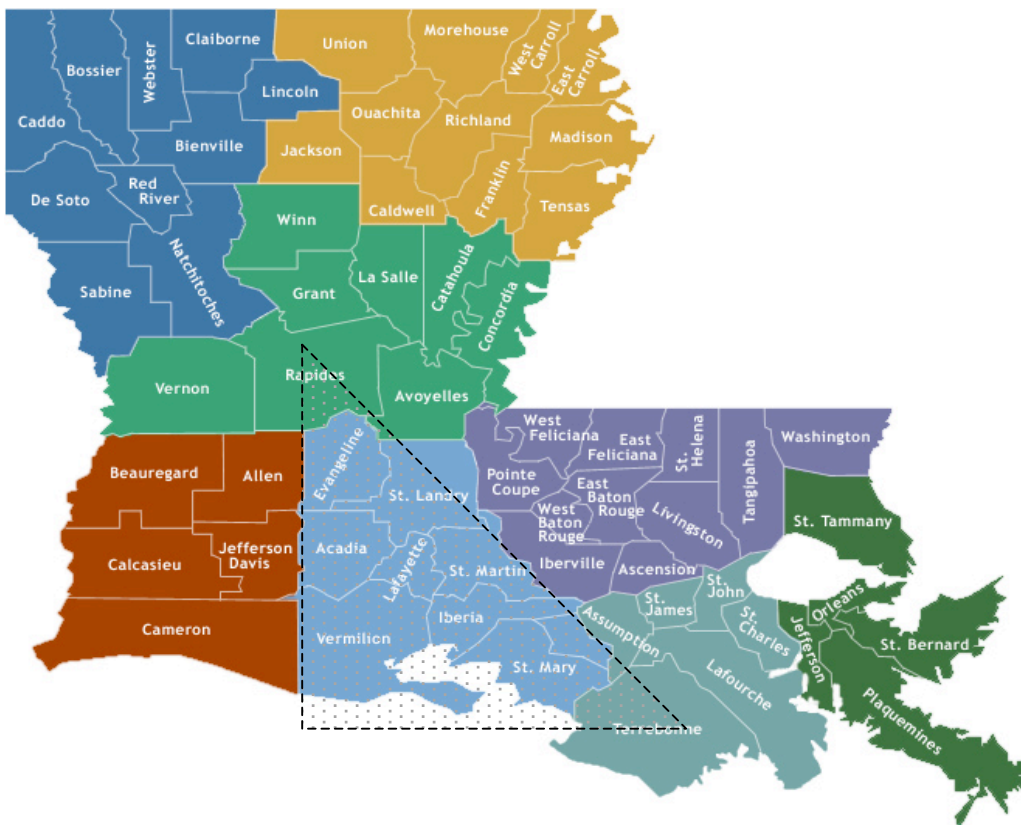 Claiborne
Union
Morehouse
West
Carroll
East
Carroll
Webster
Bossier
Lincoln
Ouachita
Richland
Caddo
Madison
Bienville
Jackson
Franklin
Red
River
De Soto
Caldwell
Tensas
Winn
Natchitoches
La Salle
Catahoula
Concordia
Sabine
Grant
Vernon
Rapides
Avoyelles
West
Feliciana
East
Feliciana
St.
Helena
Tangipahoa
Washington
Beauregard
Allen
Evangeline
St. Landry
Pointe
Coupe
East
Baton
Rouge
West
Baton
Rouge
Livingston
St. Tammany
Calcasieu
Jefferson
Davis
Acadia
Lafayette
St. Martin
Iberville
Ascension
St.
John
St.
James
Orleans
Cameron
Vermilion
Iberia
Assumption
St.
Charles
Jefferson
St. Bernard
St. Mary
Lafourche
Plaquemines
Terrebonne